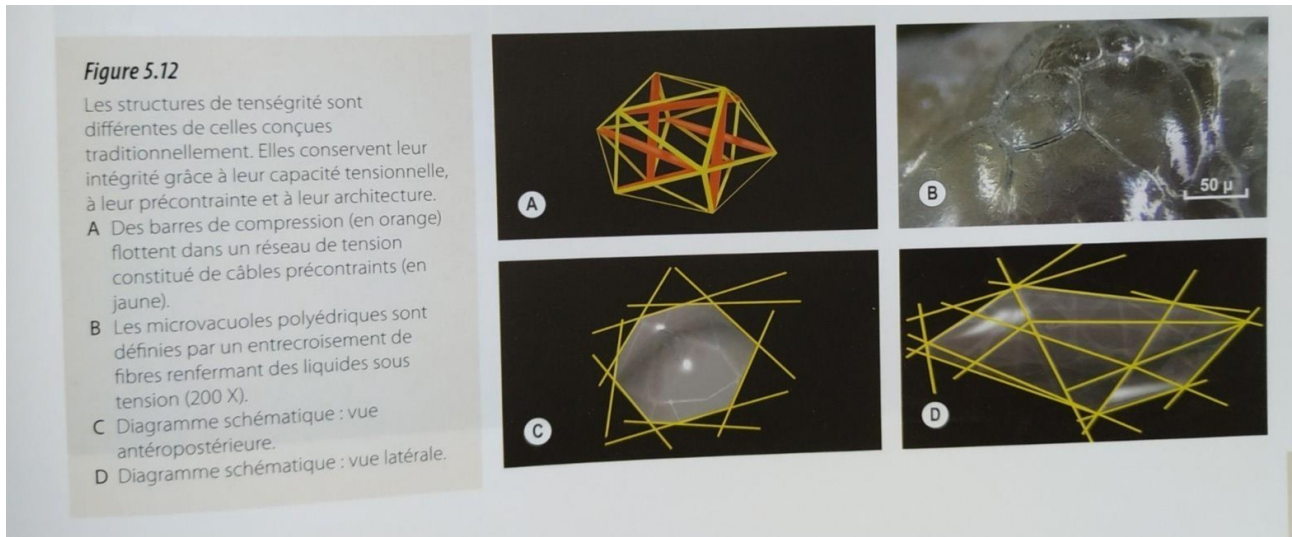 Figure 5.12
Les structures de tenségrité sont
différentes de celles conçues
traditionnellement. Elles conservent leur
intégrité grâce à leur capacité tensionnelle,
à leur précontrainte et à leur architecture.
A Des barres de compression (en orange)
flottent dans un réseau de tension
constitué de câbles précontraints (en
jaune).
B Les microvacuoles polyédriques sont
définies par un entrecroisement de
fibres renfermant des liquides sous
tension (200 X).
C Diagramme schématique : vue
antéropostérieure.
D Diagramme schématique : vue latérale.
A
B
50 µ
C
D